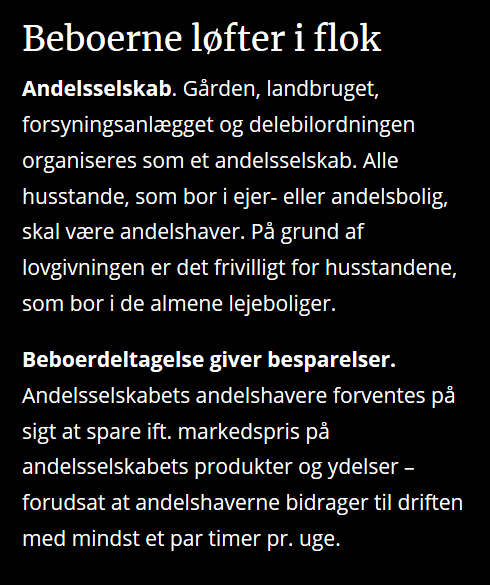 Beboerne løfter i flok
Andelsselskab. Gården, landbruget,
forsyningsanlægget og delebilordningen
organiseres som et andelsselskab. Alle
husstande, som bor i ejer- eller andelsbolig,
skal være andelshaver. På grund af
lovgivningen er det frivilligt for husstandene,
som bor i de almene lejeboliger.
Beboerdeltagelse giver besparelser.
Andelsselskabets andelshavere forventes på
sigt at spare ift. markedspris på
andelsselskabets produkter og ydelser –
forudsat at andelshaverne bidrager til driften
med mindst et par timer pr. uge.